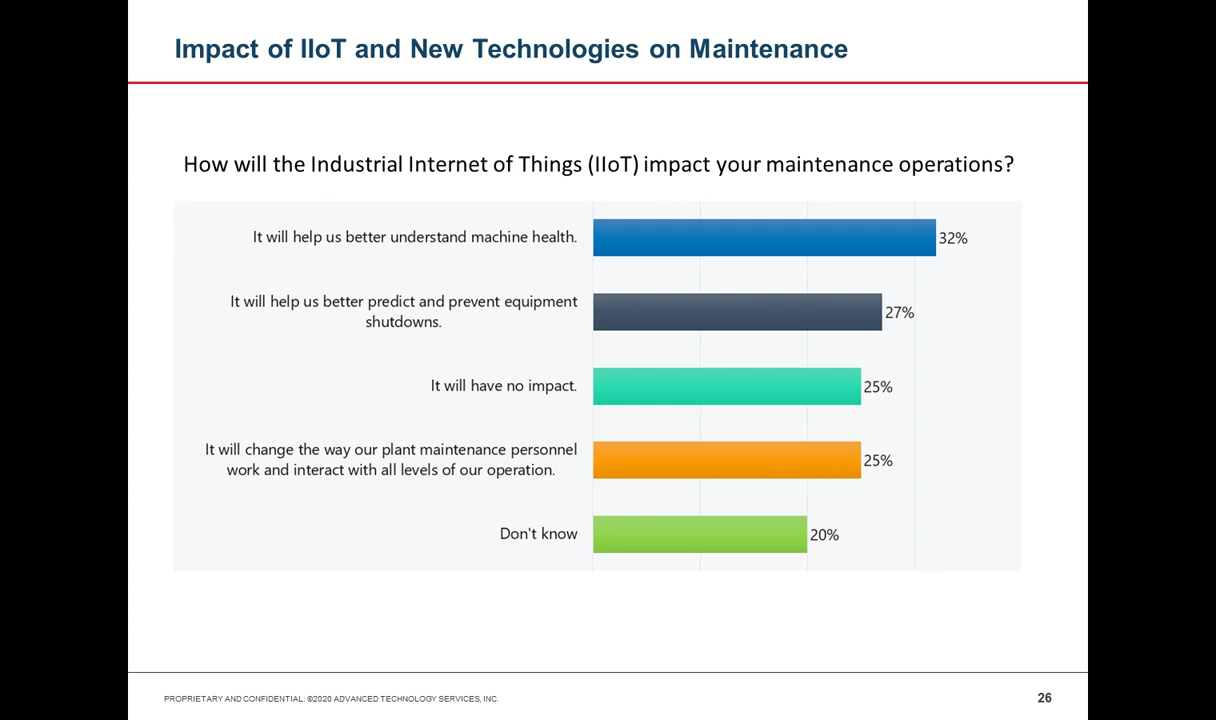 Impact of IIoT and New Technologies on Maintenance
How will the Industrial Internet of Things (IIoT) impact your maintenance operations?
It will help us better understand machine health.
32%
It will help us better predict and prevent equipment
shutdowns.
27%
It will have no impact.
25%
It will change the way our plant maintenance personnel
work and interact with all levels of our operation.
25%
Don't know
20%
PROPRIETARY AND CONFIDENTIAL: ©2020 ADVANCED TECHNOLOGY SERVICES, INC.
26